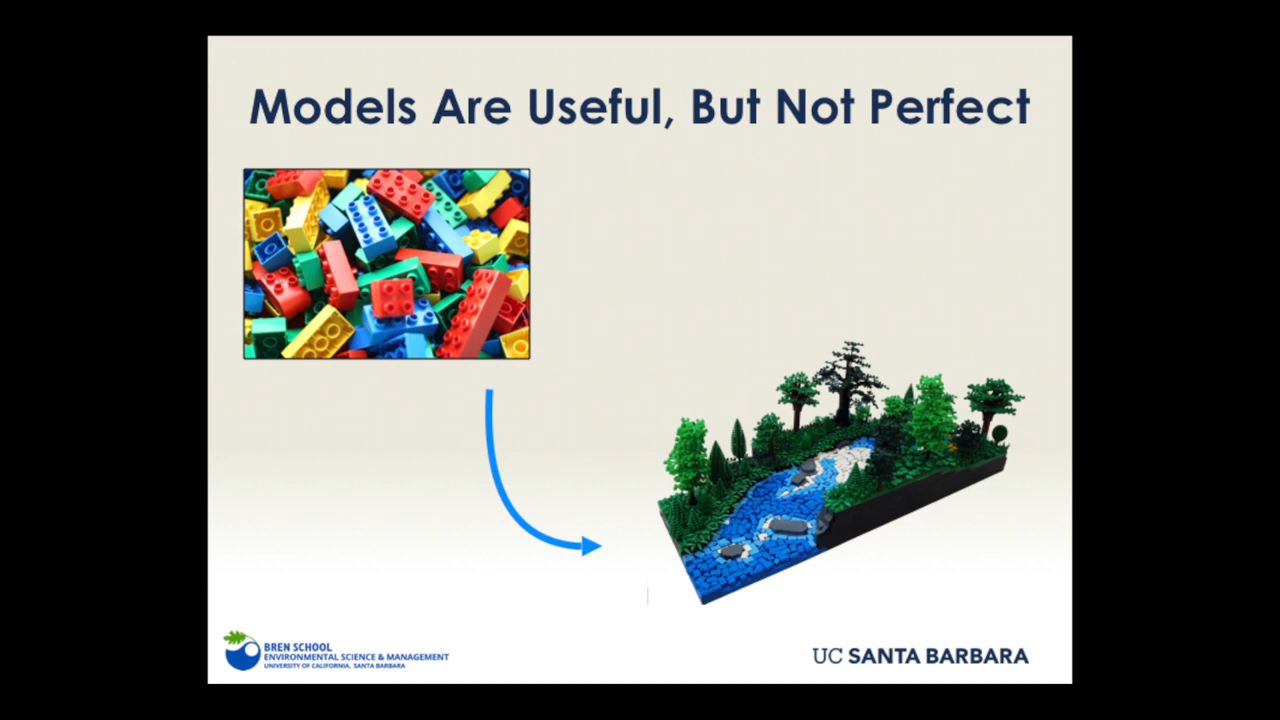 Models Are Useful, But Not Perfect
BREN SCHOOL
ENVIRONMENTAL SCIENCE & MANAGEMENT
UNIVERSITY OF CALIFORNIA, SANTA BARBARA
UC SANTA BARBARA